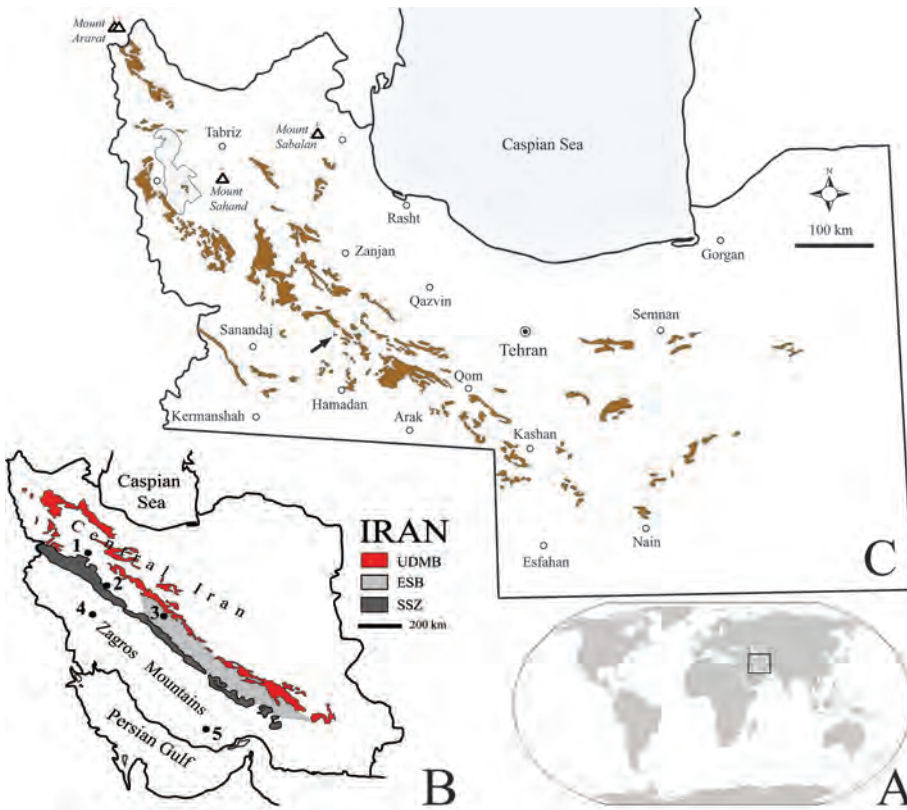 Mount
Ararat
Tabriz
Mount
Sabalan
Mount
Sahand
Caspian Sea
Rasht
N
100 km
Gorgan
Zanjan
Qazvin
Sanandaj
Semnan
Tehran
Hamadan
Qom
Kermanshah
Arak
Kashan
Nain
Esfahan
C
Caspian
Sea
IRAN
UDMB
ESB
SSZ
200 km
Central Iran
1
2
3
4
5
Zagros Mountains
Persian Gulf
B
A